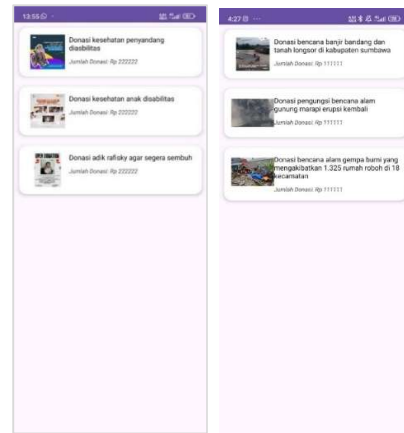 13:55
Donasi kesehatan penyandang
disabilitas
Jumlah Donasi: Rp 222222
Donasi kesehatan anak disabilitas
Jumlah Donasi: Rp 222222
Donasi adik rafisky agar segera sembuh
Jumlah Donasi: Rp 222222
4:27
Donasi bencana banjir bandang dan
tanah longsor di kabupaten sumbawa
Jumlah Donasi: Rp 111111
Donasi pengungsi bencana alam
gunung marapi erupsi kembali
Jumlah Donasi: Rp 111111
Donasi bencana alam gempa bumi yang
mengakibatkan 1.325 rumah roboh di 18
kecamatan
Jumlah Donasi: Rp 111111